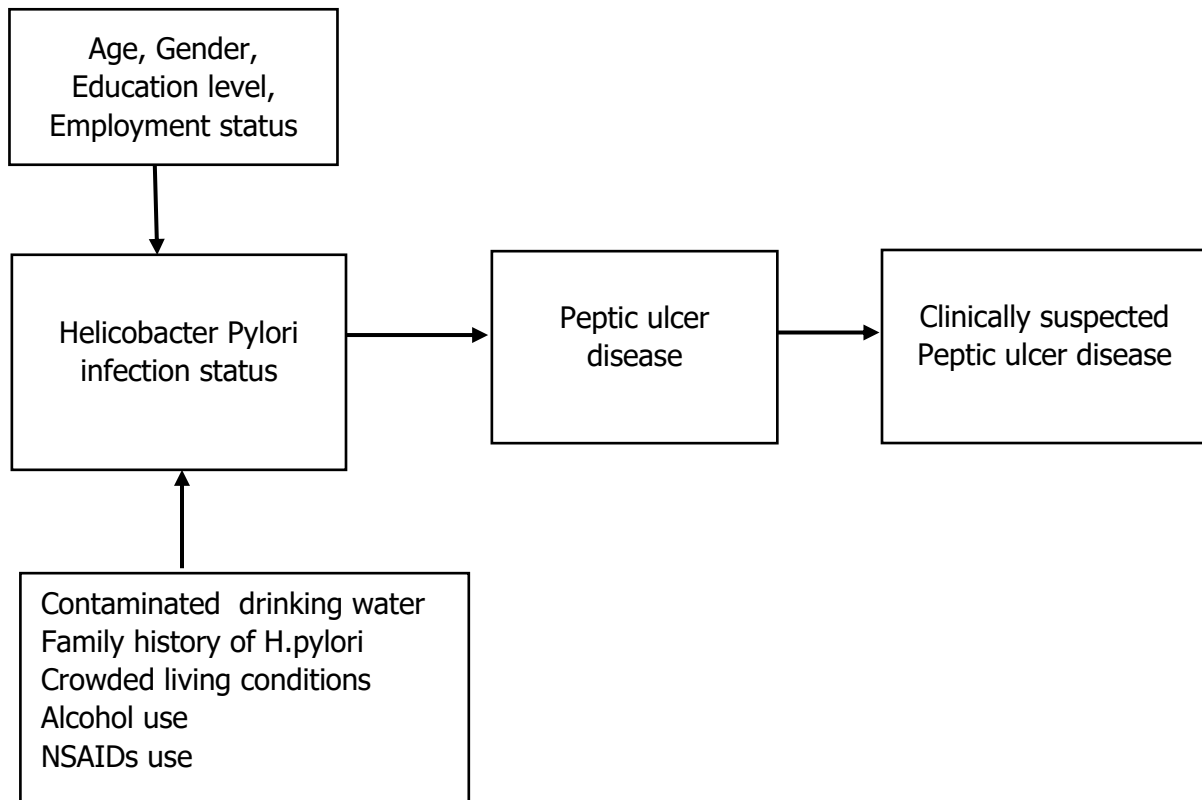 Age, Gender,
Education level,
Employment status
Helicobacter Pylori
infection status
Peptic ulcer
disease
Clinically suspected
Peptic ulcer disease
Contaminated  drinking water
Family history of H.pylori
Crowded living conditions
Alcohol use
NSAIDs use